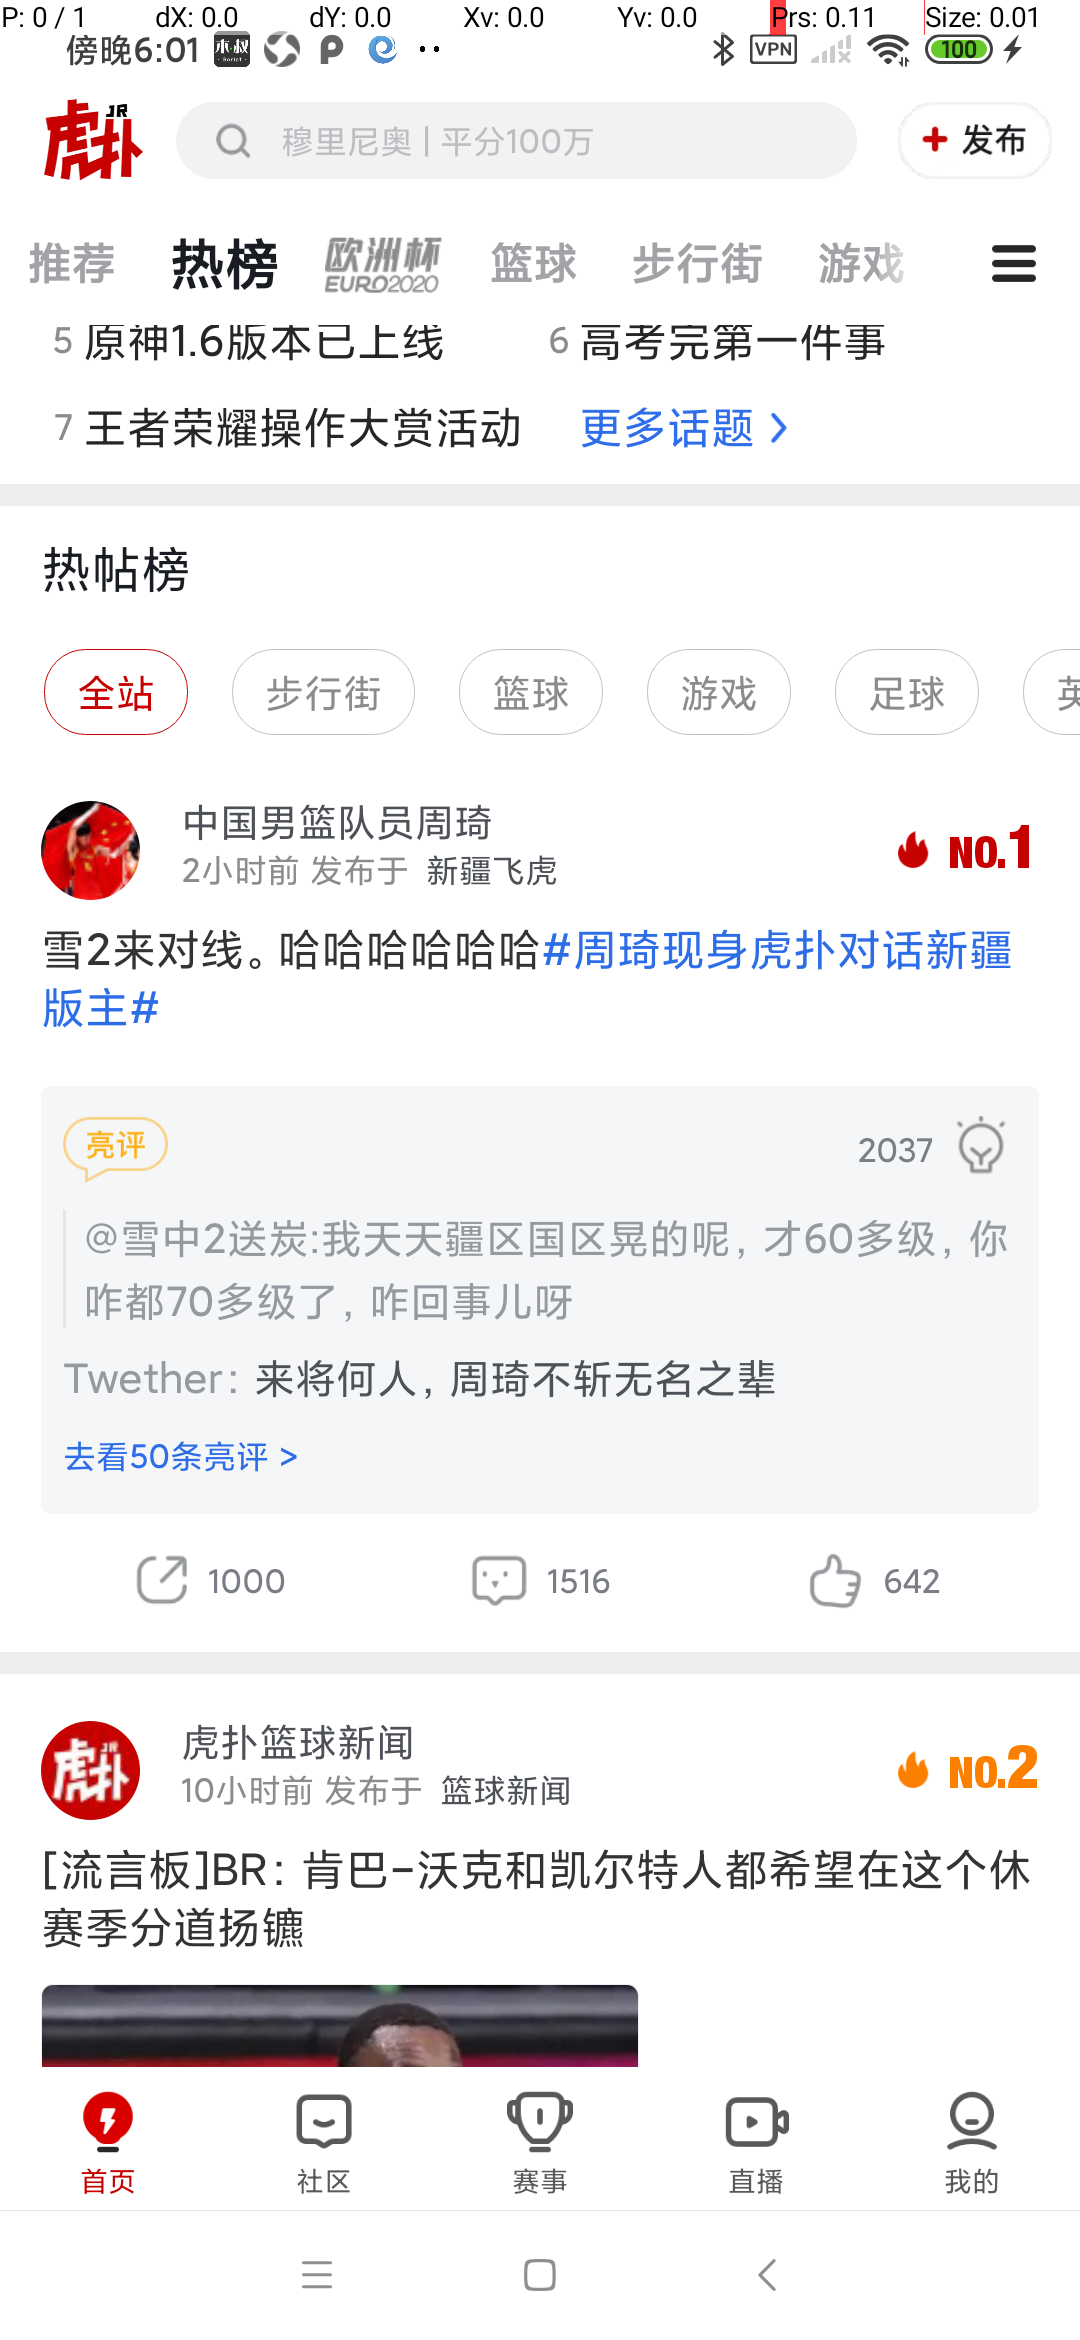 P: 0 / 1 dX: 0.0 dY: 0.0 Xv: 0.0 Yv: 0.0 Prs: 0.11 Size: 0.01
傍晚6:01 VPN 100
虎扑 JR 穆里尼奥 | 平分100万 + 发布
推荐 热榜 欧洲杯 EURO2020 篮球 步行街 游戏
5 原神1.6版本已上线 6 高考完第一件事
7 王者荣耀操作大赏活动 更多话题 >
热帖榜
全站 步行街 篮球 游戏 足球 英
中国男篮队员周琦
2小时前 发布于 新疆飞虎 NO.1
雪2来对线。哈哈哈哈哈哈#周琦现身虎扑对话新疆
版主#
亮评 2037
@雪中2送炭:我天天疆区国区晃的呢,才60多级,你
咋都70多级了,咋回事儿呀
Twether: 来将何人,周琦不斩无名之辈
去看50条亮评 >
1000 1516 642
虎扑 JR 虎扑篮球新闻
10小时前 发布于 篮球新闻 NO.2
[流言板]BR:肯巴-沃克和凯尔特人都希望在这个休
赛季分道扬镳
首页 社区 赛事 直播 我的